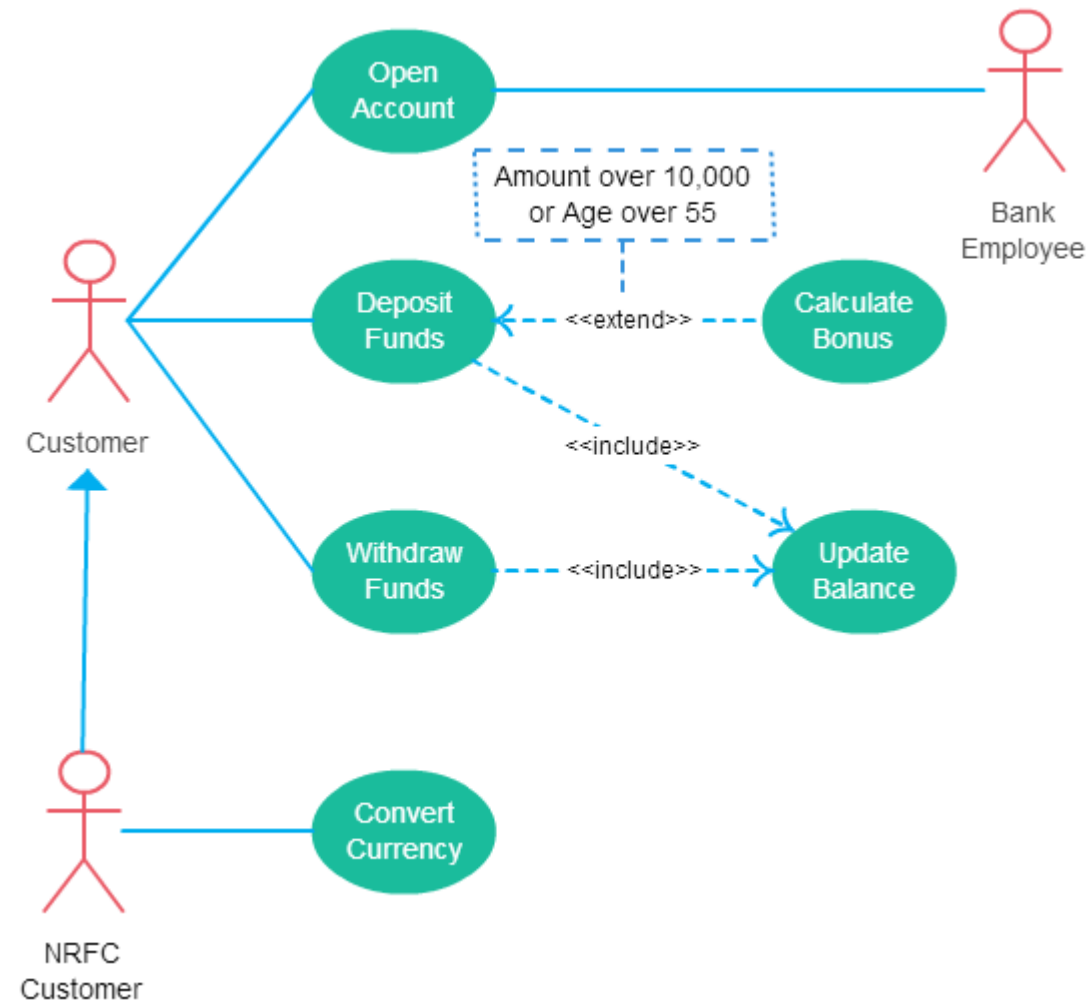 Open
Account
Amount over 10,000
or Age over 55
Bank
Employee
Deposit
Funds
<<extend>>
Calculate
Bonus
Customer
<<include>>
Withdraw
Funds
<<include>>
Update
Balance
Convert
Currency
NRFC
Customer